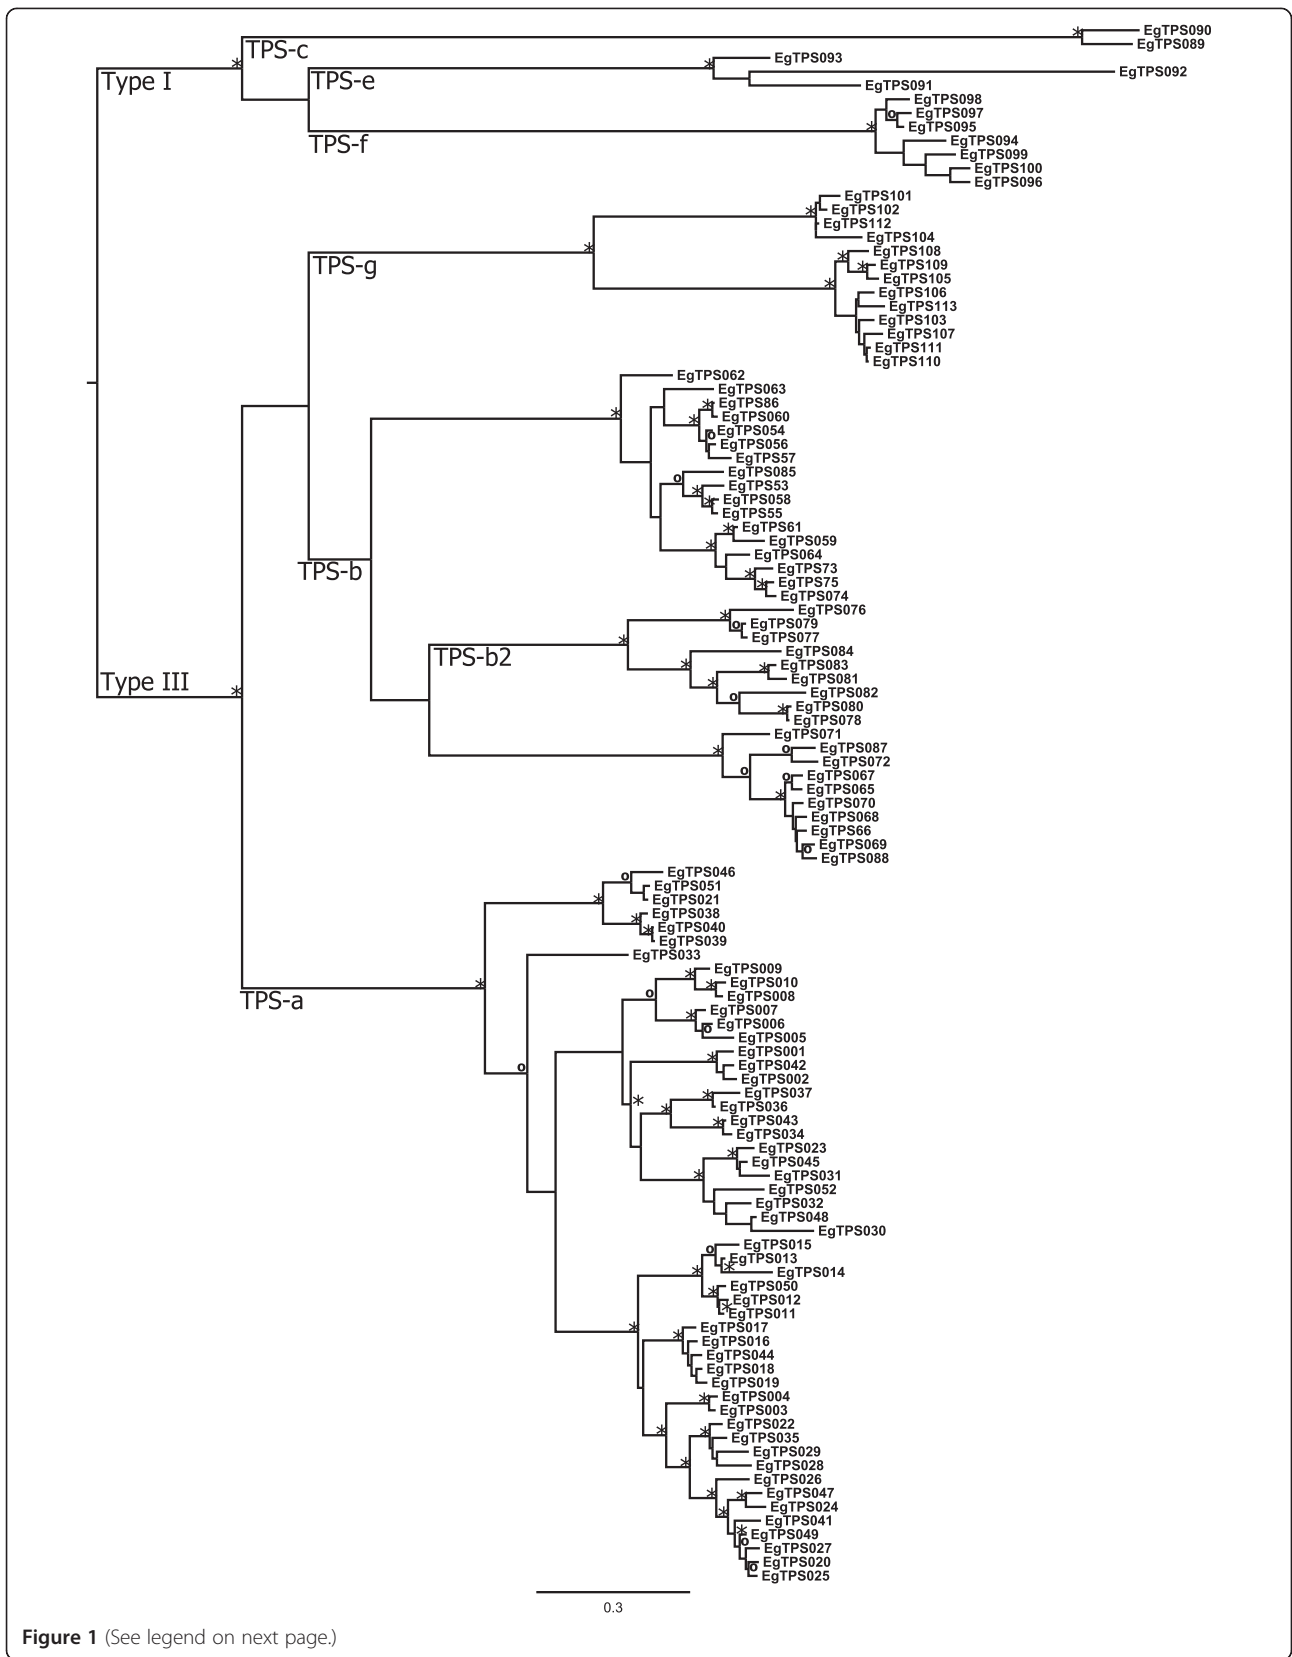 EgTPS090
TPS-c
EgTPS089
EgTPS093
Type I
TPS-e
EgTPS092
EgTPS091
EgTPS098
EgTPS097
EgTPS095
TPS-f
EgTPS094
EgTPS099
EgTPS100
EgTPS096
EgTPS101
EgTPS102
EgTPS112
EgTPS104
EgTPS108
TPS-g
EgTPS109
EgTPS105
EgTPS106
EgTPS113
EgTPS103
EgTPS107
EgTPS111
EgTPS110
EgTPS062
EgTPS063
EgTPS86
EgTPS060
EgTPS054
EgTPS056
EgTPS57
EgTPS085
EgTPS53
EgTPS058
EgTPS55
EgTPS61
EgTPS059
EgTPS064
TPS-b
EgTPS73
EgTPS75
EgTPS074
EgTPS076
EgTPS079
EgTPS077
EgTPS084
TPS-b2
EgTPS083
EgTPS081
Type III
EgTPS082
EgTPS080
EgTPS078
EgTPS071
EgTPS087
EgTPS072
EgTPS067
EgTPS065
EgTPS070
EgTPS068
EgTPS66
EgTPS069
EgTPS088
EgTPS046
EgTPS051
EgTPS021
EgTPS038
EgTPS040
EgTPS039
EgTPS033
EgTPS009
EgTPS010
EgTPS008
TPS-a
EgTPS007
EgTPS006
EgTPS005
EgTPS001
EgTPS042
EgTPS002
EgTPS037
EgTPS036
EgTPS043
EgTPS034
EgTPS023
EgTPS045
EgTPS031
EgTPS052
EgTPS032
EgTPS048
EgTPS030
EgTPS015
EgTPS013
EgTPS014
EgTPS050
EgTPS012
EgTPS011
EgTPS017
EgTPS016
EgTPS044
EgTPS018
EgTPS019
EgTPS004
EgTPS003
EgTPS022
EgTPS035
EgTPS029
EgTPS028
EgTPS026
EgTPS047
EgTPS024
EgTPS041
EgTPS049
EgTPS027
EgTPS020
EgTPS025
0.3
Figure 1 (See legend on next page.)